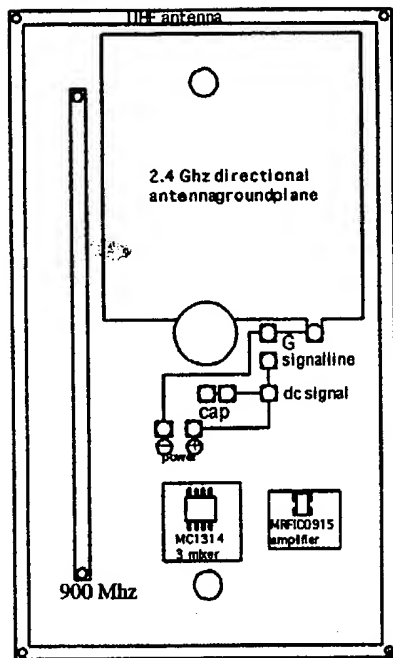 UHF antenna
2.4 Ghz directional
antennagroundplane
G
signalline
dc signal
cap
power
MC1314
3 mixer
MRFIC0915
amplifier
900 Mhz